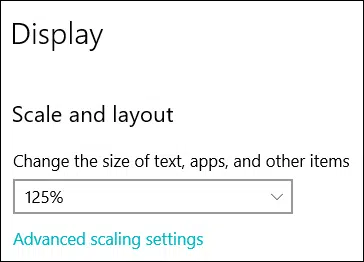 Display
Scale and layout
Change the size of text, apps, and other items
125%
Advanced scaling settings